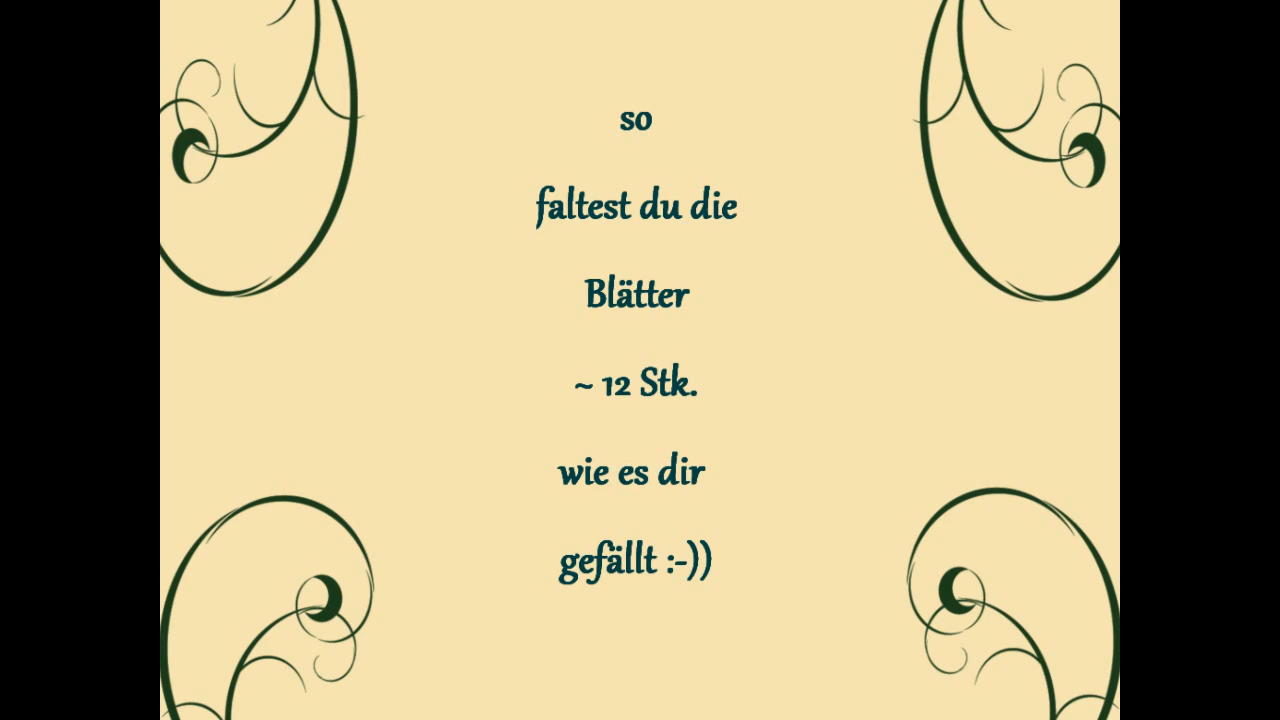 so
faltest du die
Blätter
~ 12 Stk.
wie es dir
gefällt :-))